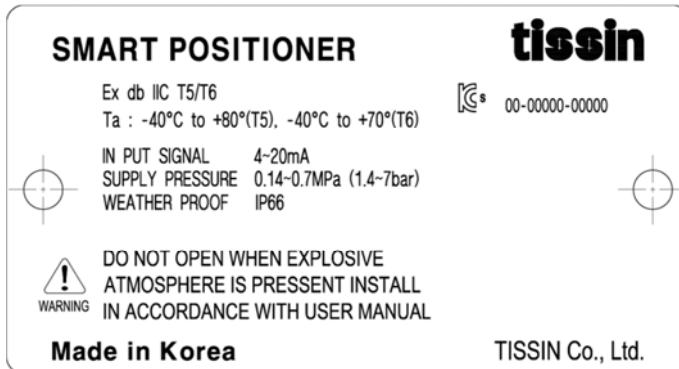 SMART POSITIONER
tissin
Ex db IIC T5/T6
Ta : -40°C to +80°(T5), -40°C to +70°(T6)
KCs 00-00000-00000
IN PUT SIGNAL 4~20mA
SUPPLY PRESSURE 0.14~0.7MPa (1.4~7bar)
WEATHER PROOF IP66
DO NOT OPEN WHEN EXPLOSIVE
ATMOSPHERE IS PRESSENT INSTALL
IN ACCORDANCE WITH USER MANUAL
WARNING
Made in Korea
TISSIN Co., Ltd.